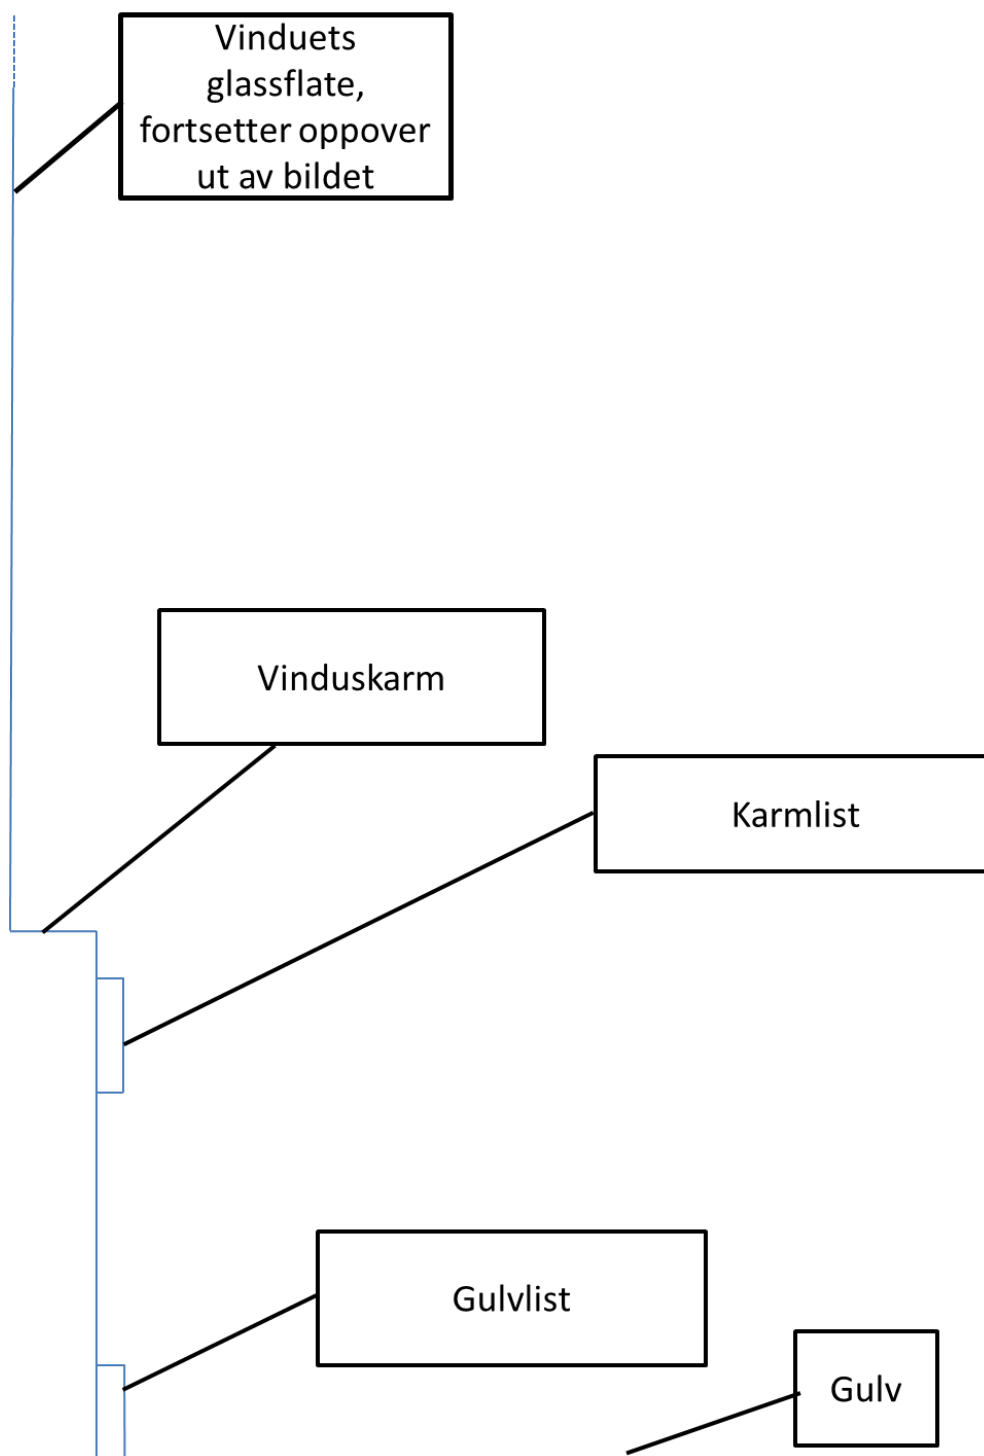 Vinduets
glassflate,
fortsetter oppover
ut av bildet
Vinduskarm
Karmlist
Gulvlist
Gulv